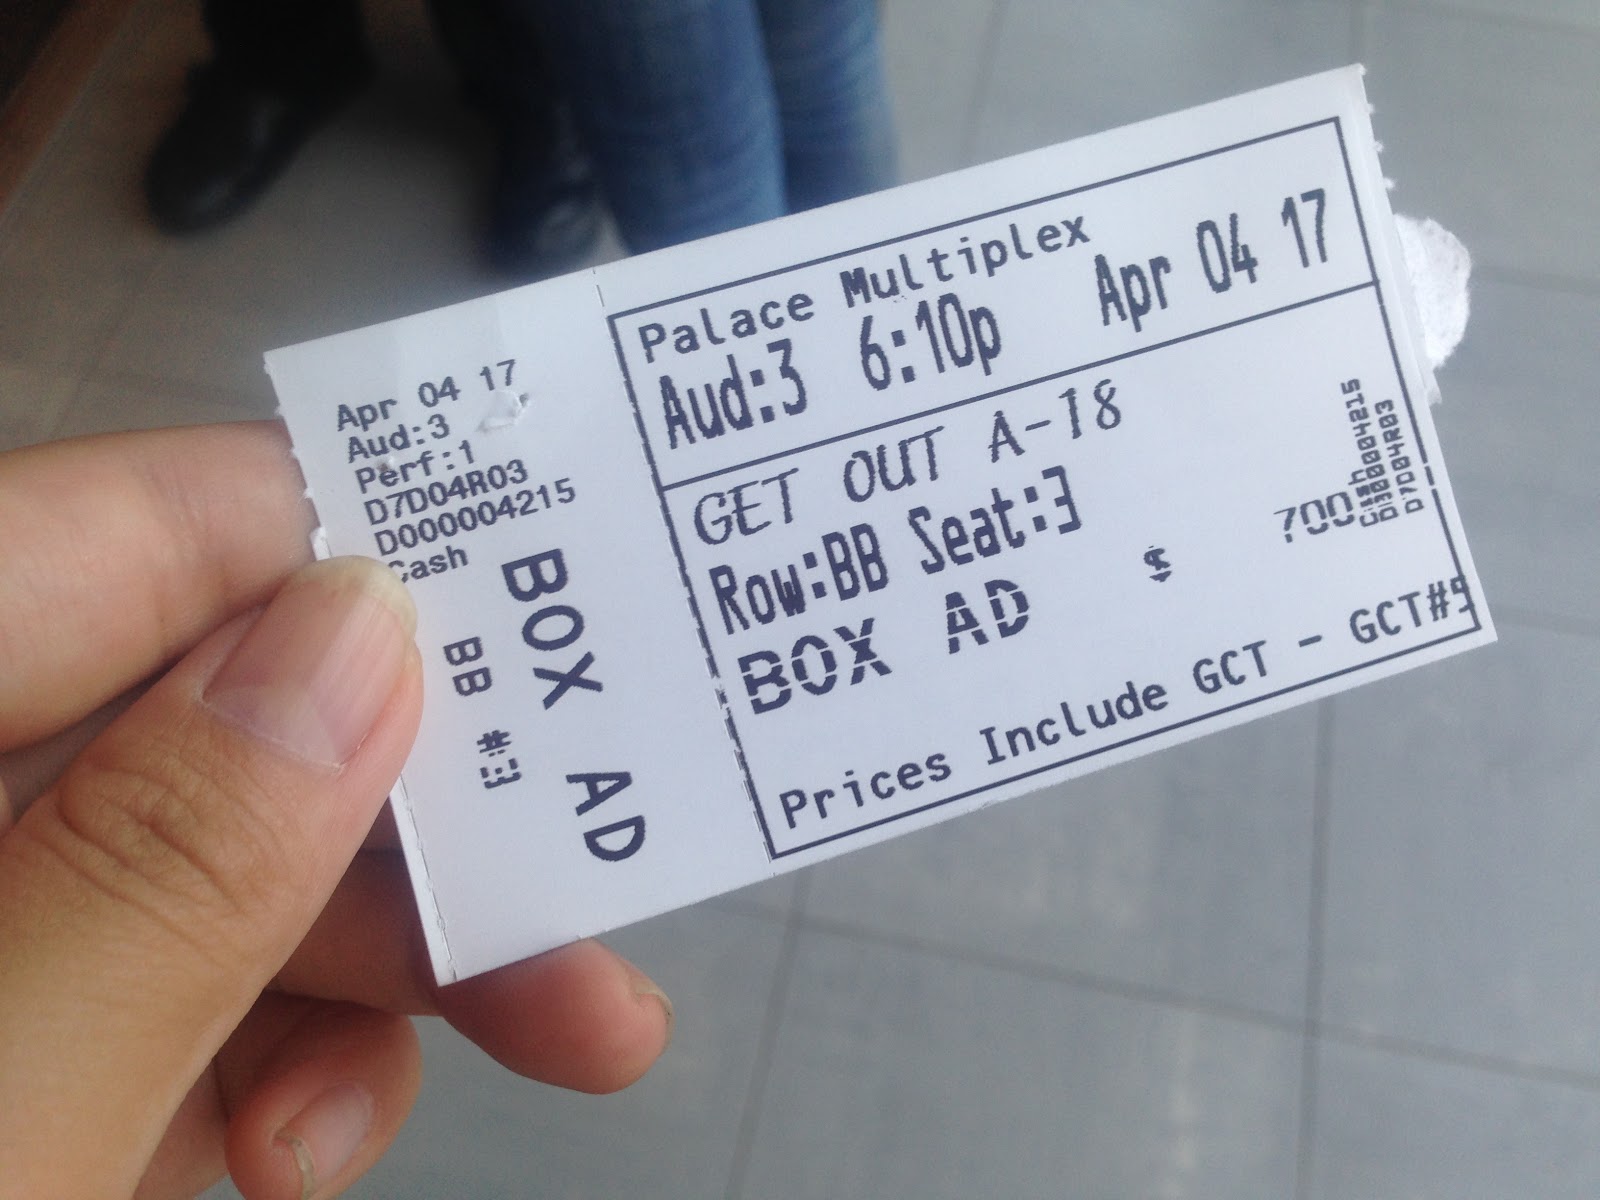 Apr 04 17
Aud:3
Perf:1
D7D04R03
D000004215
Cash
BOX AD
BB #:3
Palace Multiplex
Aud:3 6:10p Apr 04 17
GET OUT A-18
Row:BB Seat:3
BOX AD $ 700
D000004215
D7D04R03
Prices Include GCT - GCT#